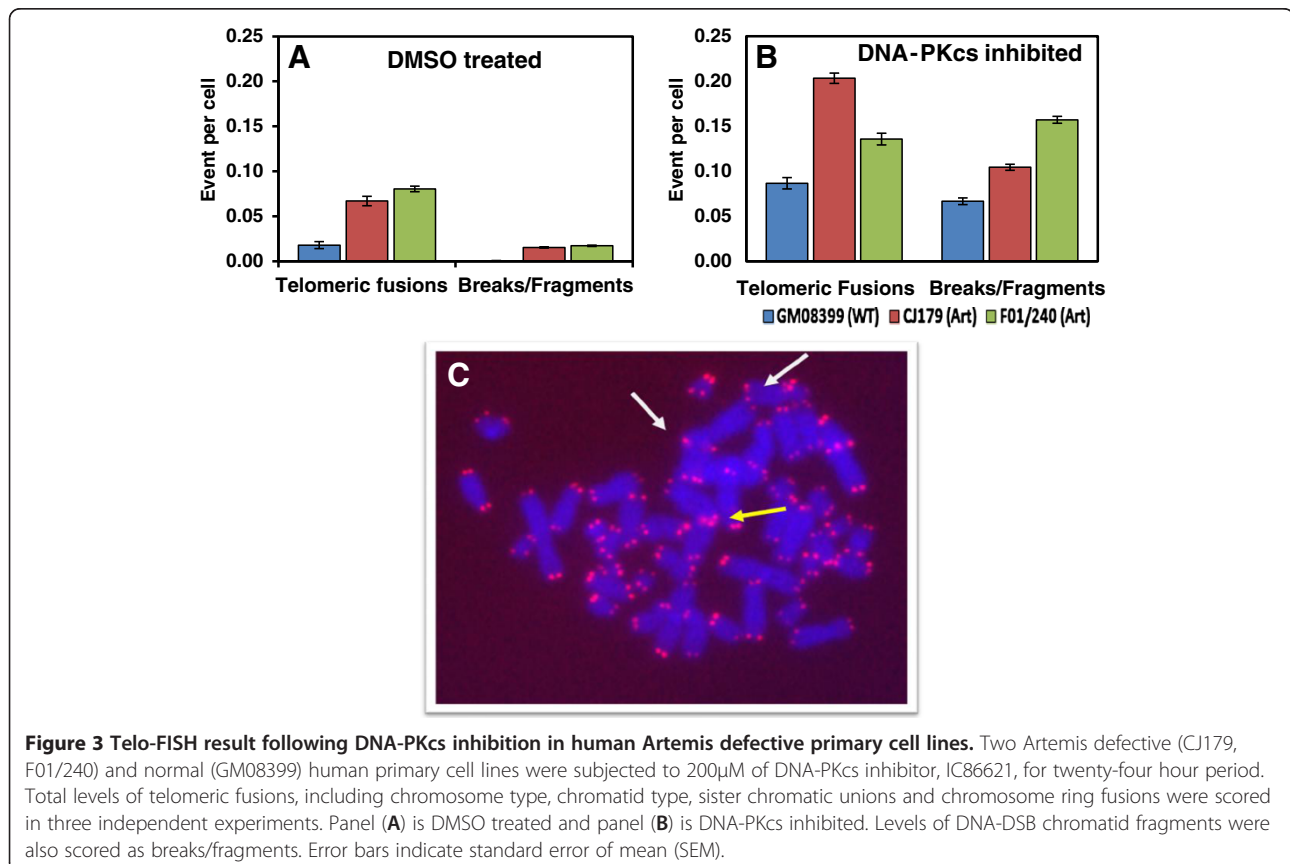 0.25
0.20
0.15
0.10
0.05
0.00
Event per cell
A
DMSO treated
Telomeric fusions Breaks/Fragments
0.25
0.20
0.15
0.10
0.05
0.00
Event per cell
B
DNA-PKcs inhibited
Telomeric Fusions Breaks/Fragments
GM08399 (WT) CJ179 (Art) F01/240 (Art)
C
Figure 3 Telo-FISH result following DNA-PKcs inhibition in human Artemis defective primary cell lines. Two Artemis defective (CJ179,
F01/240) and normal (GM08399) human primary cell lines were subjected to 200μM of DNA-PKcs inhibitor, IC86621, for twenty-four hour period.
Total levels of telomeric fusions, including chromosome type, chromatid type, sister chromatic unions and chromosome ring fusions were scored
in three independent experiments. Panel (A) is DMSO treated and panel (B) is DNA-PKcs inhibited. Levels of DNA-DSB chromatid fragments were
also scored as breaks/fragments. Error bars indicate standard error of mean (SEM).